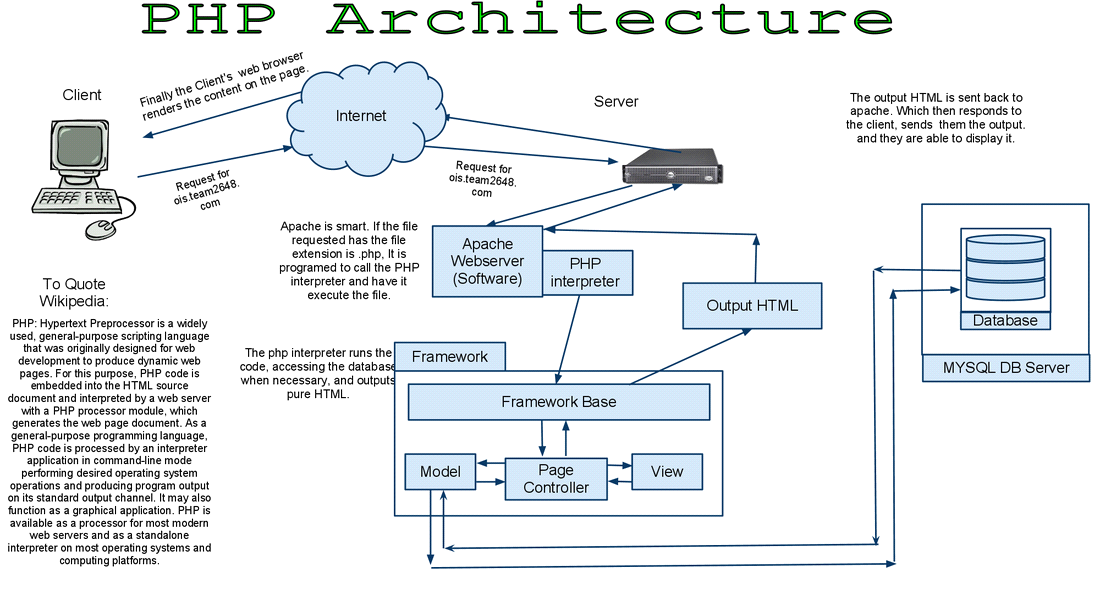 PHP Architecture
Client
Finally the Client's web browser
renders the content on the page.
Internet
Request for
ois.team2648.
com
Request for
ois.team2648.
com
Server
The output HTML is sent back to
apache. Which then responds to
the client, sends them the output.
and they are able to display it.
Apache is smart. If the file
requested has the file
extension is .php, It is
programed to call the PHP
interpreter and have it
execute the file.
Apache
Webserver
(Software)
PHP
interpreter
Output HTML
Database
MYSQL DB Server
To Quote
Wikipedia:
PHP: Hypertext Preprocessor is a widely
used, general-purpose scripting language
that was originally designed for web
development to produce dynamic web
pages. For this purpose, PHP code is
embedded into the HTML source
document and interpreted by a web server
with a PHP processor module, which
generates the web page document. As a
general-purpose programming language,
PHP code is processed by an interpreter
application in command-line mode
performing desired operating system
operations and producing program output
on its standard output channel. It may also
function as a graphical application. PHP is
available as a processor for most modern
web servers and as a standalone
interpreter on most operating systems and
computing platforms.
The php interpreter runs the
code, accessing the database
when necessary, and outputs
pure HTML.
Framework
Framework Base
Model
Page
Controller
View